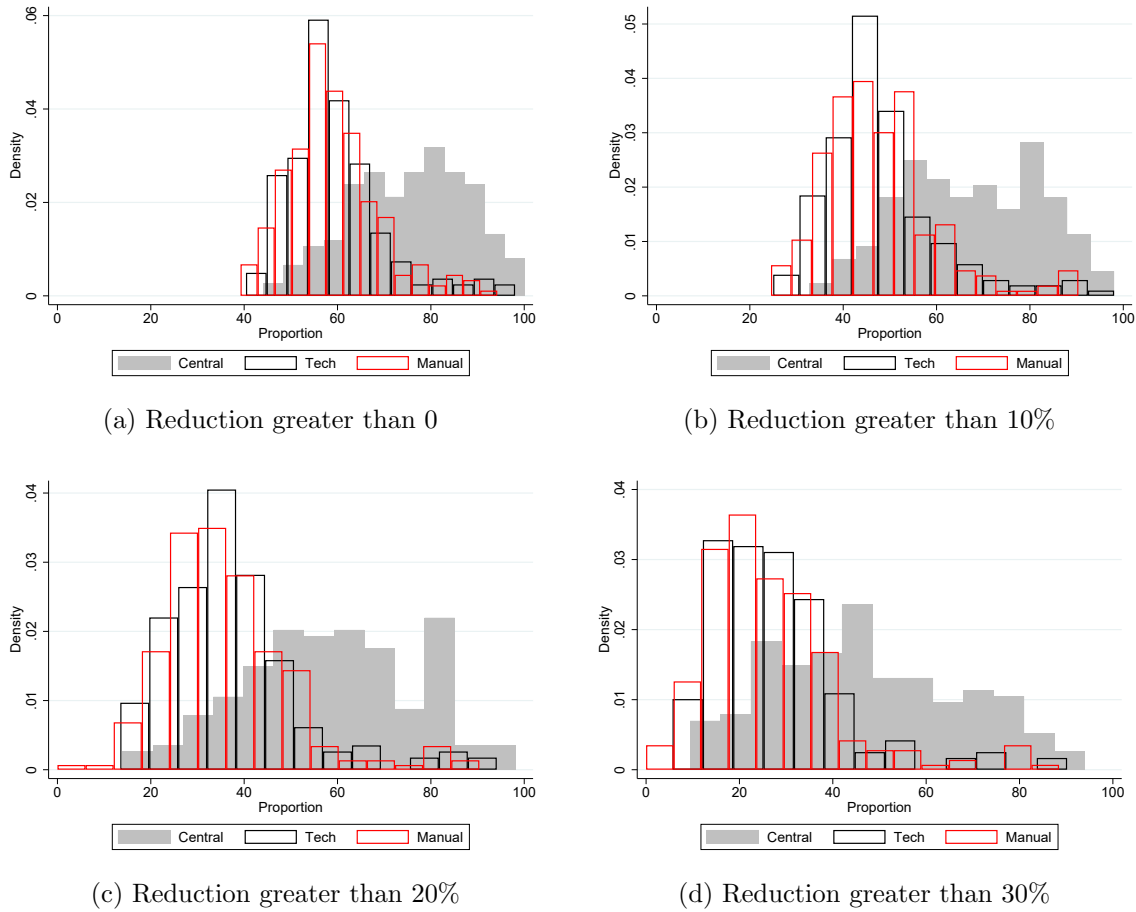 .06
.04
.02
0
Density
0 20 40 60 80 100
Proportion
Central Tech Manual
(a) Reduction greater than 0
.05
.04
.03
.02
.01
0
Density
0 20 40 60 80 100
Proportion
Central Tech Manual
(b) Reduction greater than 10%
.04
.03
.02
.01
0
Density
0 20 40 60 80 100
Proportion
Central Tech Manual
(c) Reduction greater than 20%
.04
.03
.02
.01
0
Density
0 20 40 60 80 100
Proportion
Central Tech Manual
(d) Reduction greater than 30%